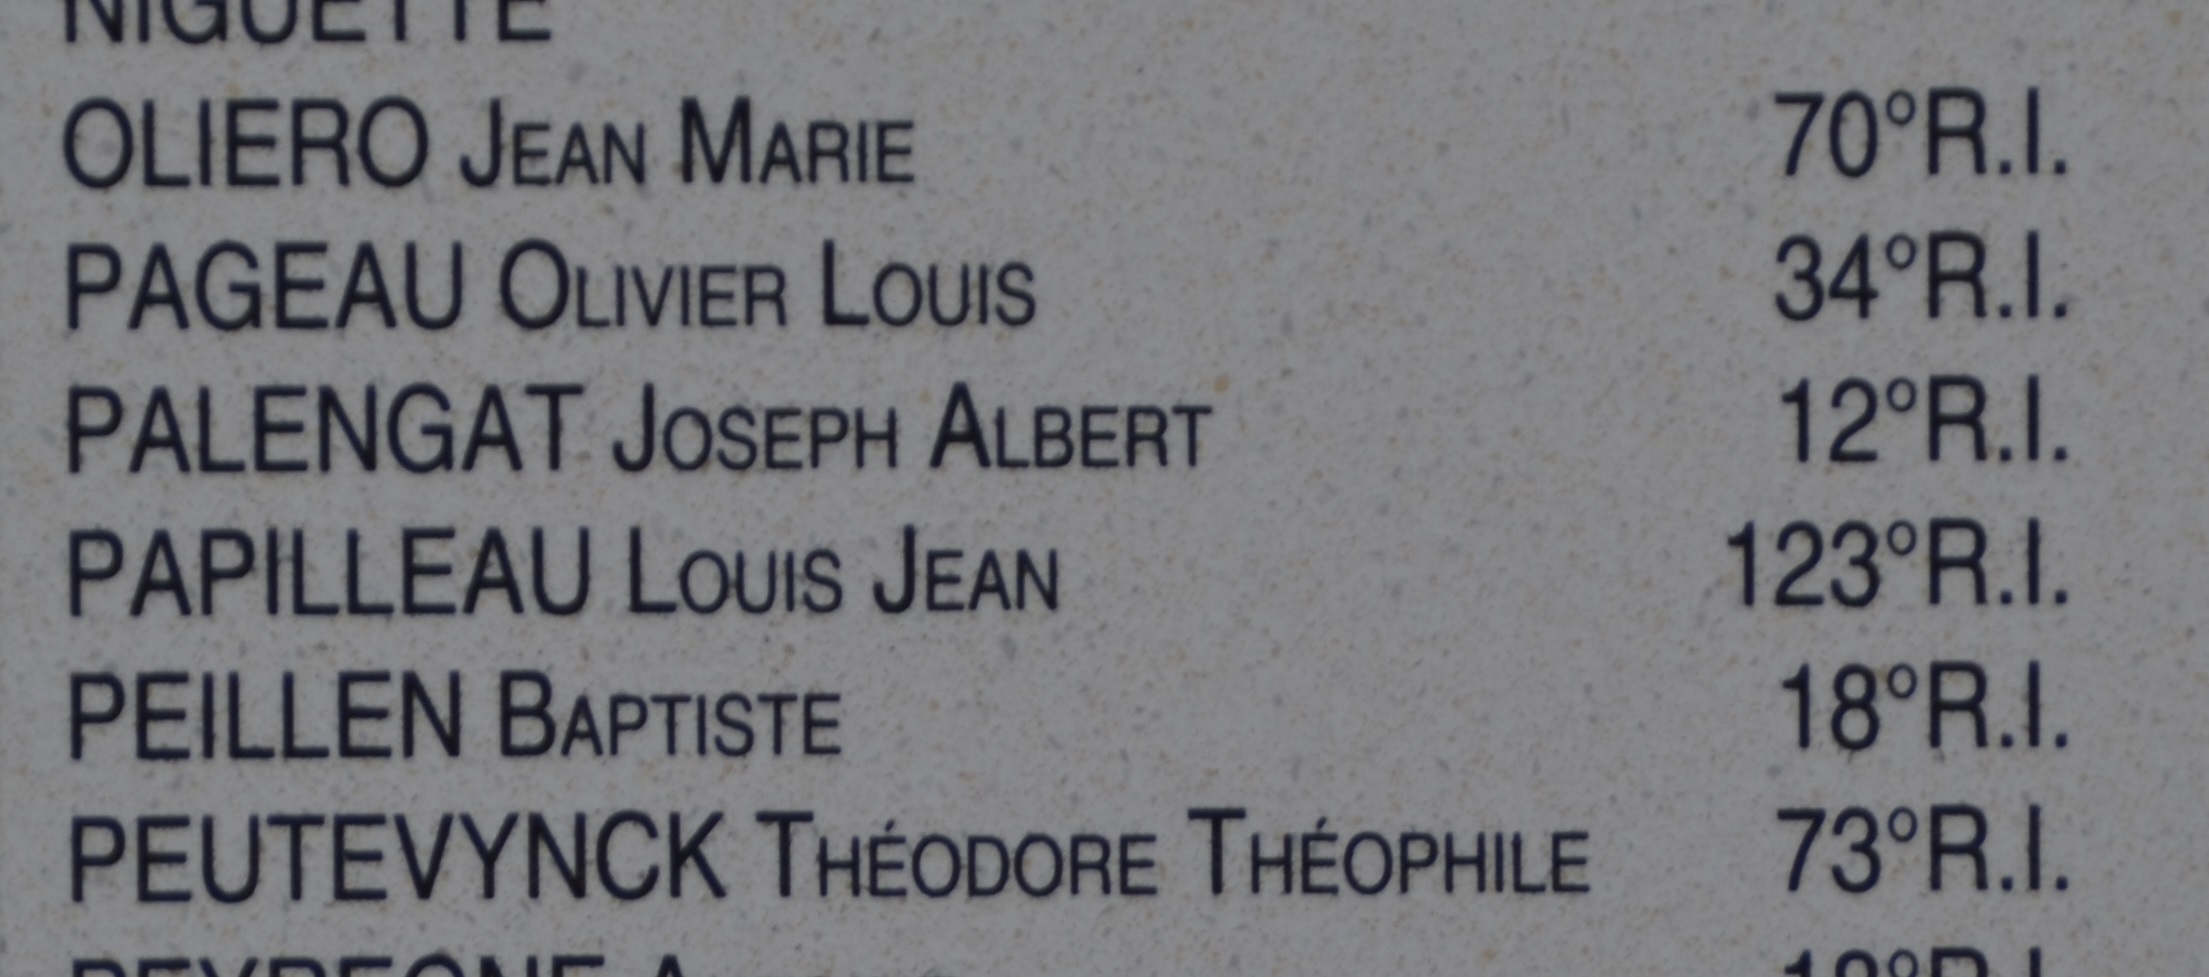 NIGUETTE
OLIERO JEAN MARIE 70°R.I.
PAGEAU OLIVIER LOUIS 34°R.I.
PALENGAT JOSEPH ALBERT 12°R.I.
PAPILLEAU LOUIS JEAN 123°R.I.
PEILLEN BAPTISTE 18°R.I.
PEUTEVYNCK THÉODORE THÉOPHILE 73°R.I.